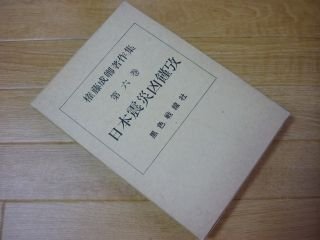 権藤成卿著作集
第六巻
日本震災凶饉攷
黒色戦線社